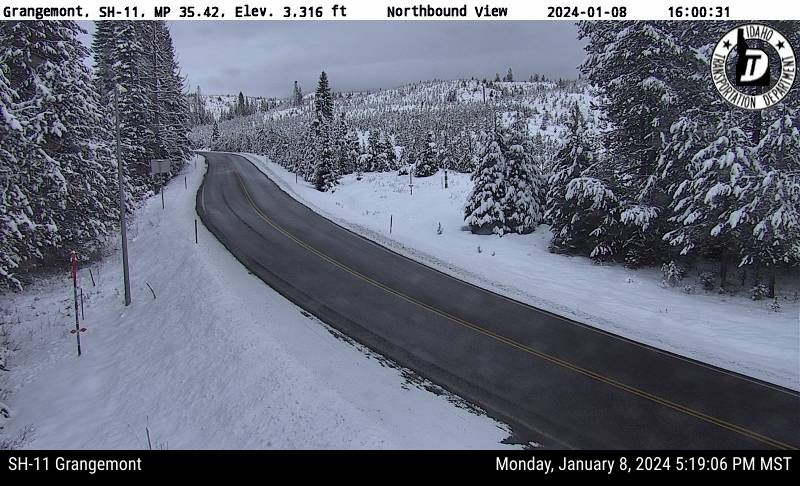 Grangemont, SH-11, MP 35.42, Elev. 3,316 ft Northbound View 2024-01-08 16:00:31
IDAHO
TRANSPORTATION DEPARTMENT
SH-11 Grangemont Monday, January 8, 2024 5:19:06 PM MST